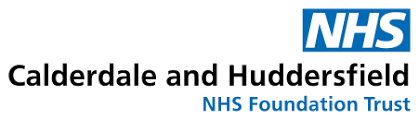 NHS
Calderdale and Huddersfield
NHS Foundation Trust